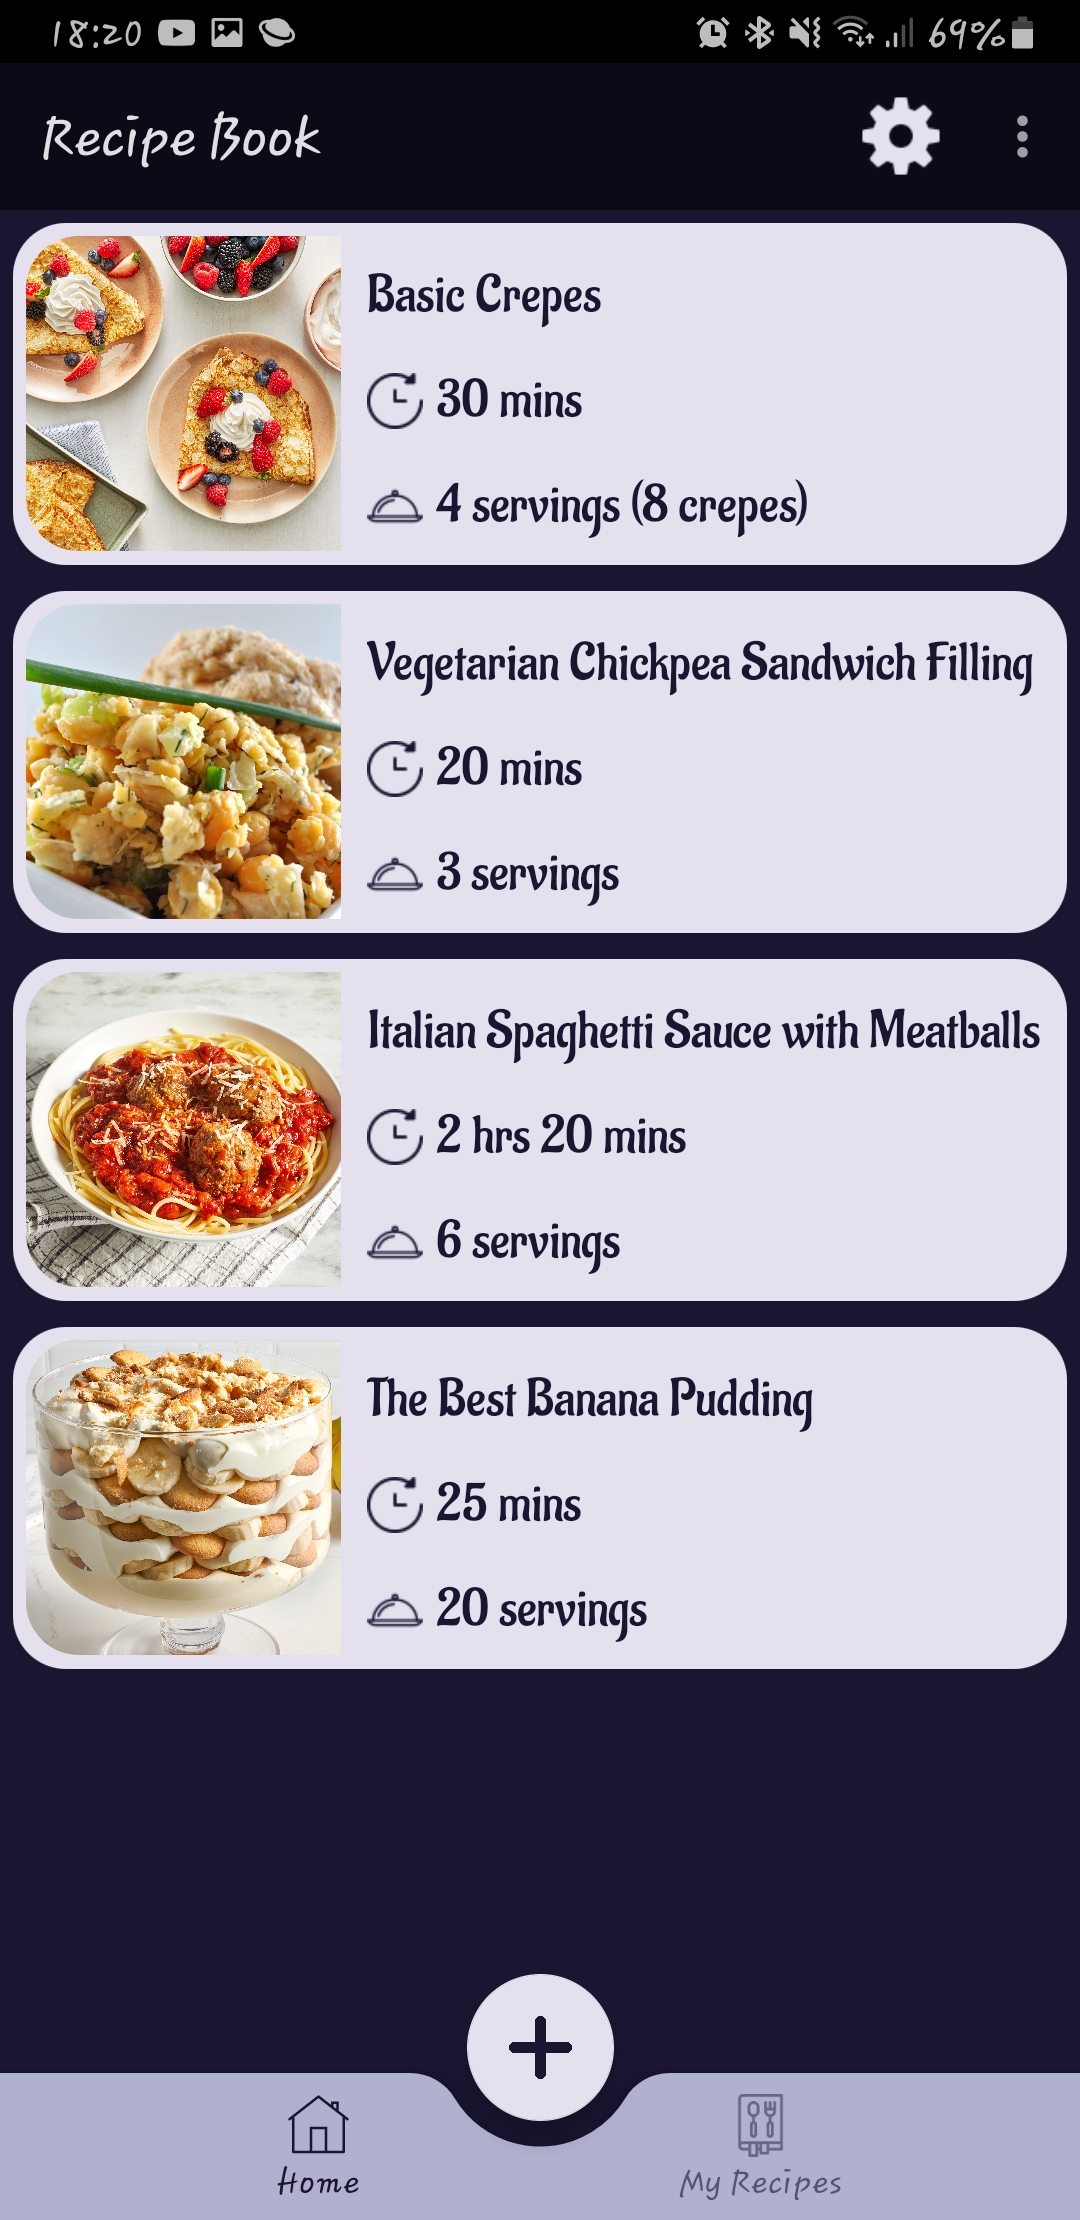 18:20
69%
Recipe Book
Basic Crepes
30 mins
4 servings (8 crepes)
Vegetarian Chickpea Sandwich Filling
20 mins
3 servings
Italian Spaghetti Sauce with Meatballs
2 hrs 20 mins
6 servings
The Best Banana Pudding
25 mins
20 servings
Home
My Recipes